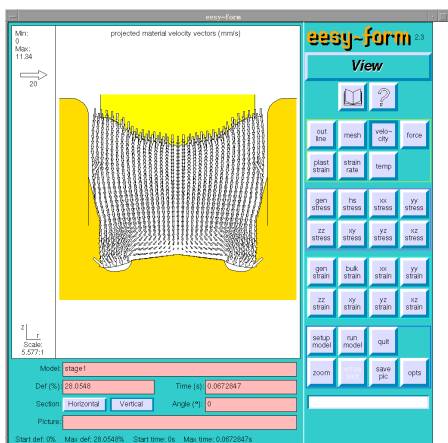 eesy-form
Min:
0
Max:
11.34
20
projected material velocity vectors (mm/s)
z
r
Scale:
5.577:1
Model: stage1
Def (%): 28.0548 Time (s): 0.0672847
Section: Horizontal Vertical Angle (°): 0
Picture:
Start def: 0% Max def: 28.0548% Start time: 0s Max time: 0.0672847s
eesy-form 2.3
View
?
out line mesh velo-city force
plast strain strain rate temp
gen stress hs stress xx stress yy stress
zz stress xy stress yz stress xz stress
gen strain bulk strain xx strain yy strain
zz strain xy strain yz strain xz strain
setup model run model quit
zoom save pic opts